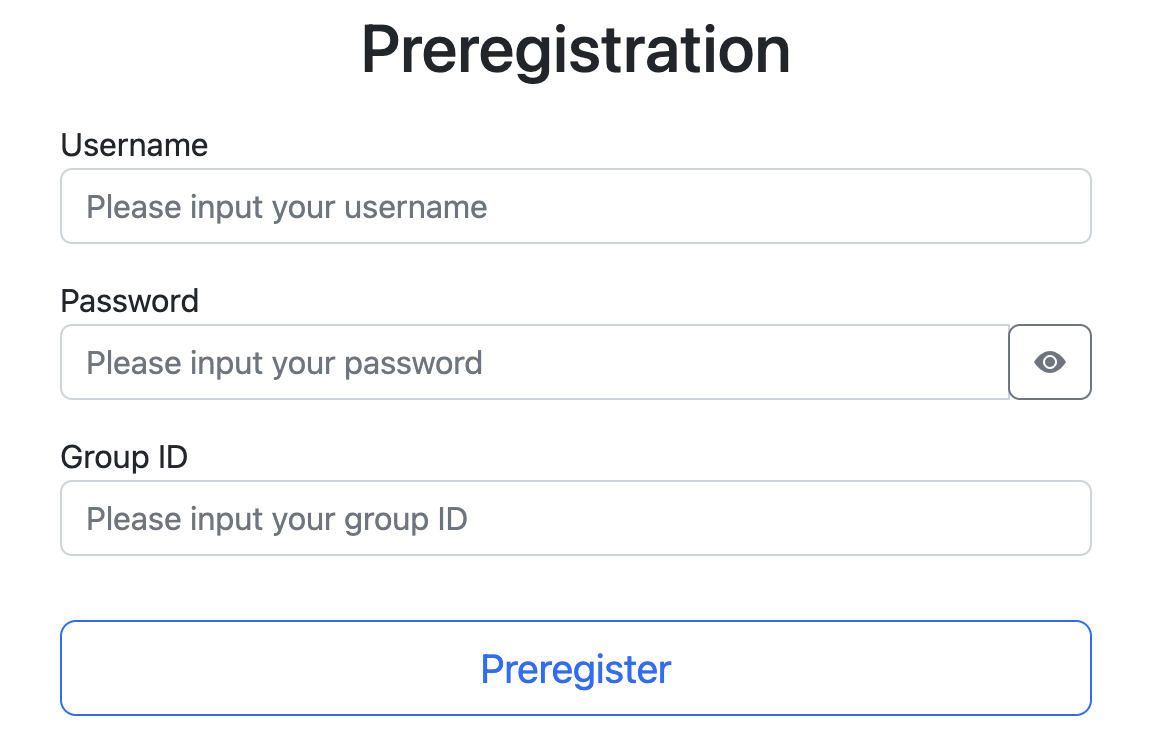 Preregistration
Username
Please input your username
Password
Please input your password
Group ID
Please input your group ID
Preregister